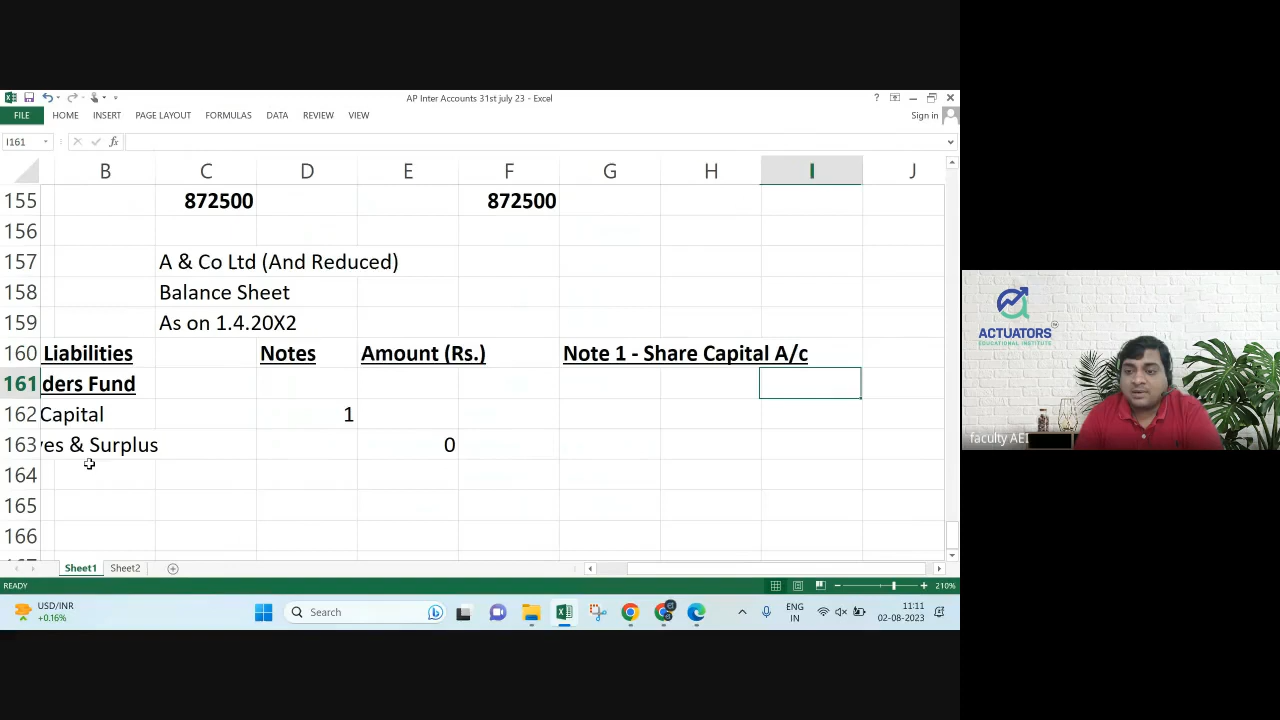 AP Inter Accounts 31st july 23 - Excel
?
FILE HOME INSERT PAGE LAYOUT FORMULAS DATA REVIEW VIEW Sign in
I161 fx
B C D E F G H I J
155 872500 872500
156
157 A & Co Ltd (And Reduced)
158 Balance Sheet
159 As on 1.4.20X2
160 Liabilities Notes Amount (Rs.) Note 1 - Share Capital A/c
161 ders Fund
162 Capital 1
163 es & Surplus 0
164
165
166
Sheet1 Sheet2
READY 210%
USD/INR
+0.16%
Search
ENG
IN
11:11
02-08-2023
ACTUATORS
EDUCATIONAL INSTITUTE
faculty AEI